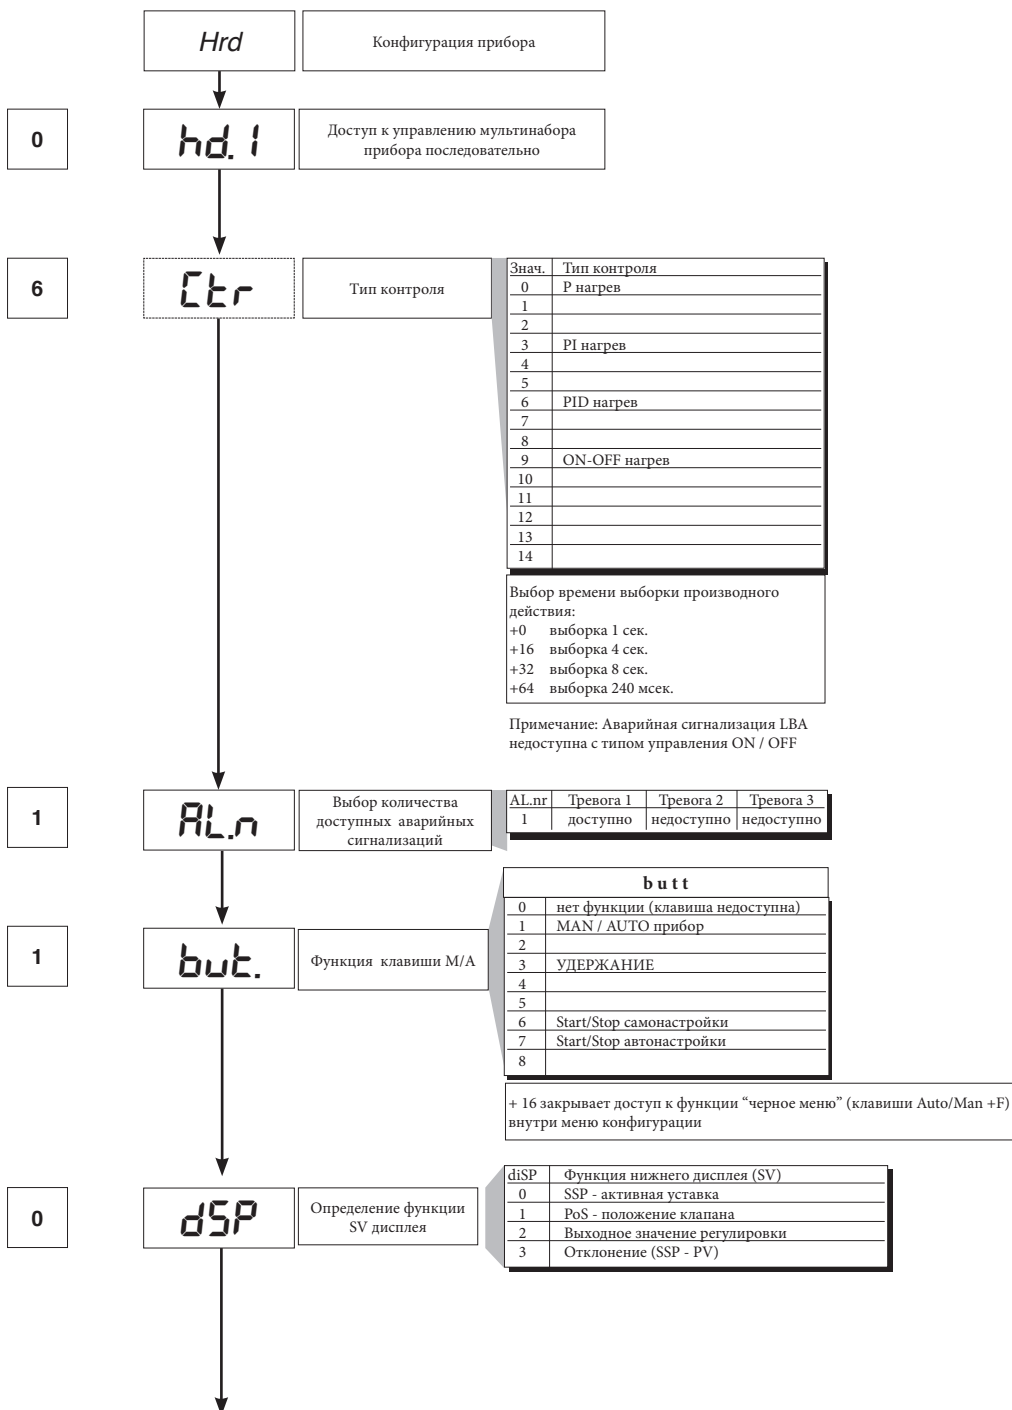 Hrd
Конфигурация прибора
0
hd. 1
Доступ к управлению мультинабора
прибора последовательно
6
Ctr
Тип контроля
Знач. Тип контроля
0 P нагрев
1
2
3 PI нагрев
4
5
6 PID нагрев
7
8
9 ON-OFF нагрев
10
11
12
13
14
Выбор времени выборки производного
действия:
+0 выборка 1 сек.
+16 выборка 4 сек.
+32 выборка 8 сек.
+64 выборка 240 мсек.
Примечание: Аварийная сигнализация LBA
недоступна с типом управления ON / OFF
1
AL.n
Выбор количества
доступных аварийных
сигнализаций
AL.nr Тревога 1 Тревога 2 Тревога 3
1 доступно недоступно недоступно
1
but.
Функция клавиши М/А
butt
0 нет функции (клавиша недоступна)
1 MAN / AUTO прибор
2
3 УДЕРЖАНИЕ
4
5
6 Start/Stop самонастройки
7 Start/Stop автонастройки
8
+ 16 закрывает доступ к функции “черное меню” (клавиши Auto/Man +F)
внутри меню конфигурации
0
dSP
Определение функции
SV дисплея
diSP Функция нижнего дисплея (SV)
0 SSP - активная уставка
1 PoS - положение клапана
2 Выходное значение регулировки
3 Отклонение (SSP - PV)